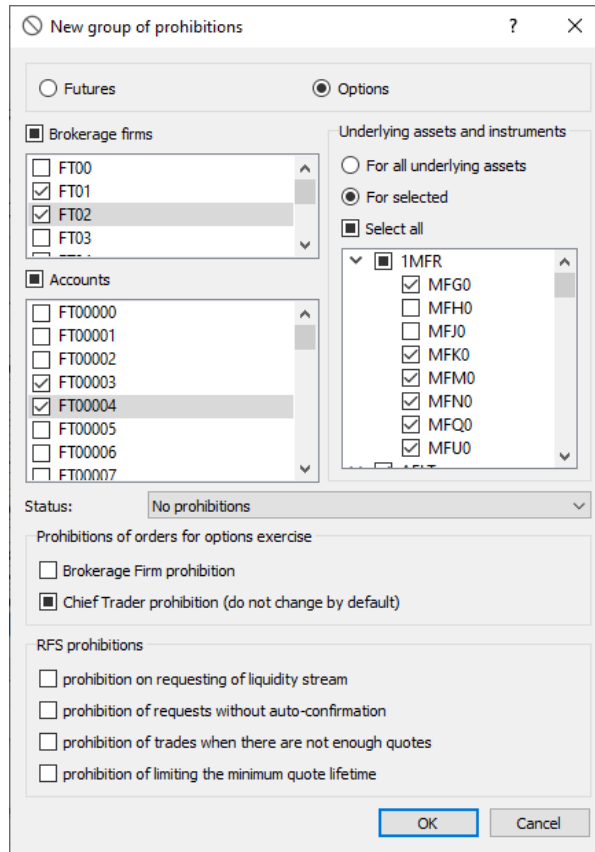 New group of prohibitions
?
Futures
Options
Brokerage firms
FT00
FT01
FT02
FT03
Accounts
FT00000
FT00001
FT00002
FT00003
FT00004
FT00005
FT00006
FT00007
Underlying assets and instruments
For all underlying assets
For selected
Select all
1MFR
MFG0
MFH0
MFJ0
MFK0
MFM0
MFN0
MFQ0
MFU0
Status:
No prohibitions
Prohibitions of orders for options exercise
Brokerage Firm prohibition
Chief Trader prohibition (do not change by default)
RFS prohibitions
prohibition on requesting of liquidity stream
prohibition of requests without auto-confirmation
prohibition of trades when there are not enough quotes
prohibition of limiting the minimum quote lifetime
OK
Cancel